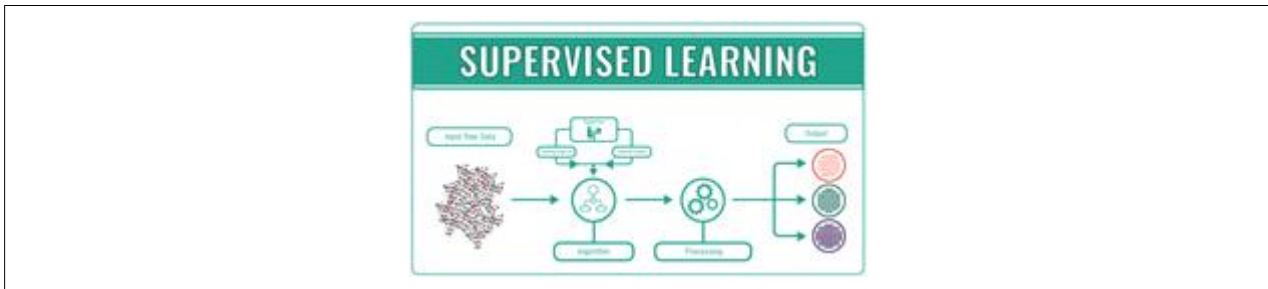 SUPERVISED LEARNING
Input Raw Data
Output
Algorithm
Processing